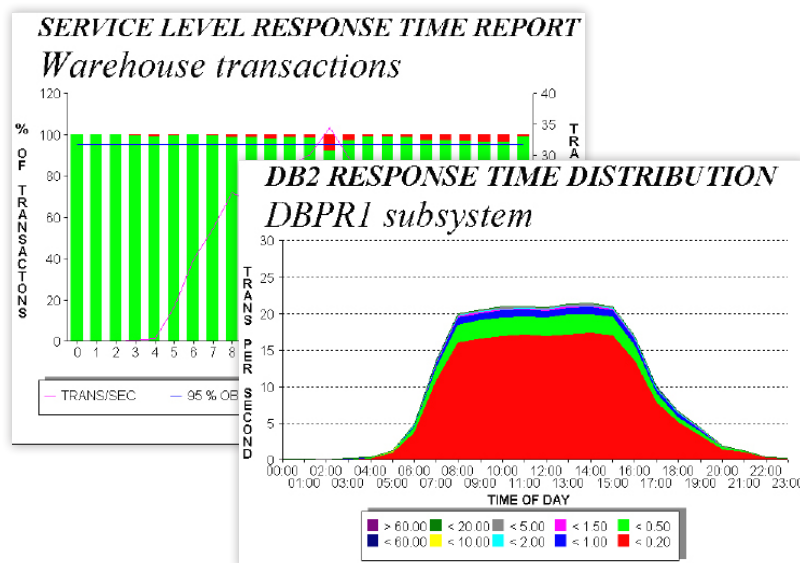 SERVICE LEVEL RESPONSE TIME REPORT
Warehouse transactions
% OF TRANSACTONS
120
100
80
60
40
20
0
40
35
30
TRA
0 1 2 3 4 5 6 7 8
TRANS/SEC 95 % OB
DB2 RESPONSE TIME DISTRIBUTION
DBPR1 subsystem
TRANS PER SECOND
30
25
20
15
10
5
0
00:00 02:00 04:00 06:00 08:00 10:00 12:00 14:00 16:00 18:00 20:00 22:00
01:00 03:00 05:00 07:00 09:00 11:00 13:00 15:00 17:00 19:00 21:00 23:00
TIME OF DAY
> 60.00 < 20.00 < 5.00 < 1.50 < 0.50
< 60.00 < 10.00 < 2.00 < 1.00 < 0.20